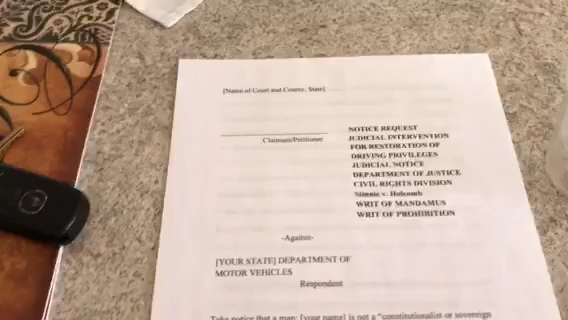 [Name of Court and County, State]
Claimant/Petitioner
NOTICE REQUEST
JUDICIAL INTERVENTION
FOR RESTORATION OF
DRIVING PRIVILEGES
JUDICIAL NOTICE
DEPARTMENT OF JUSTICE
CIVIL RIGHTS DIVISION
Stinnie v. Holcomb
WRIT OF MANDAMUS
WRIT OF PROHIBITION
-Against-
[YOUR STATE] DEPARTMENT OF
MOTOR VEHICLES
Respondent
Take notice that a man; [your name] is not a "constitutionalist or sovereign